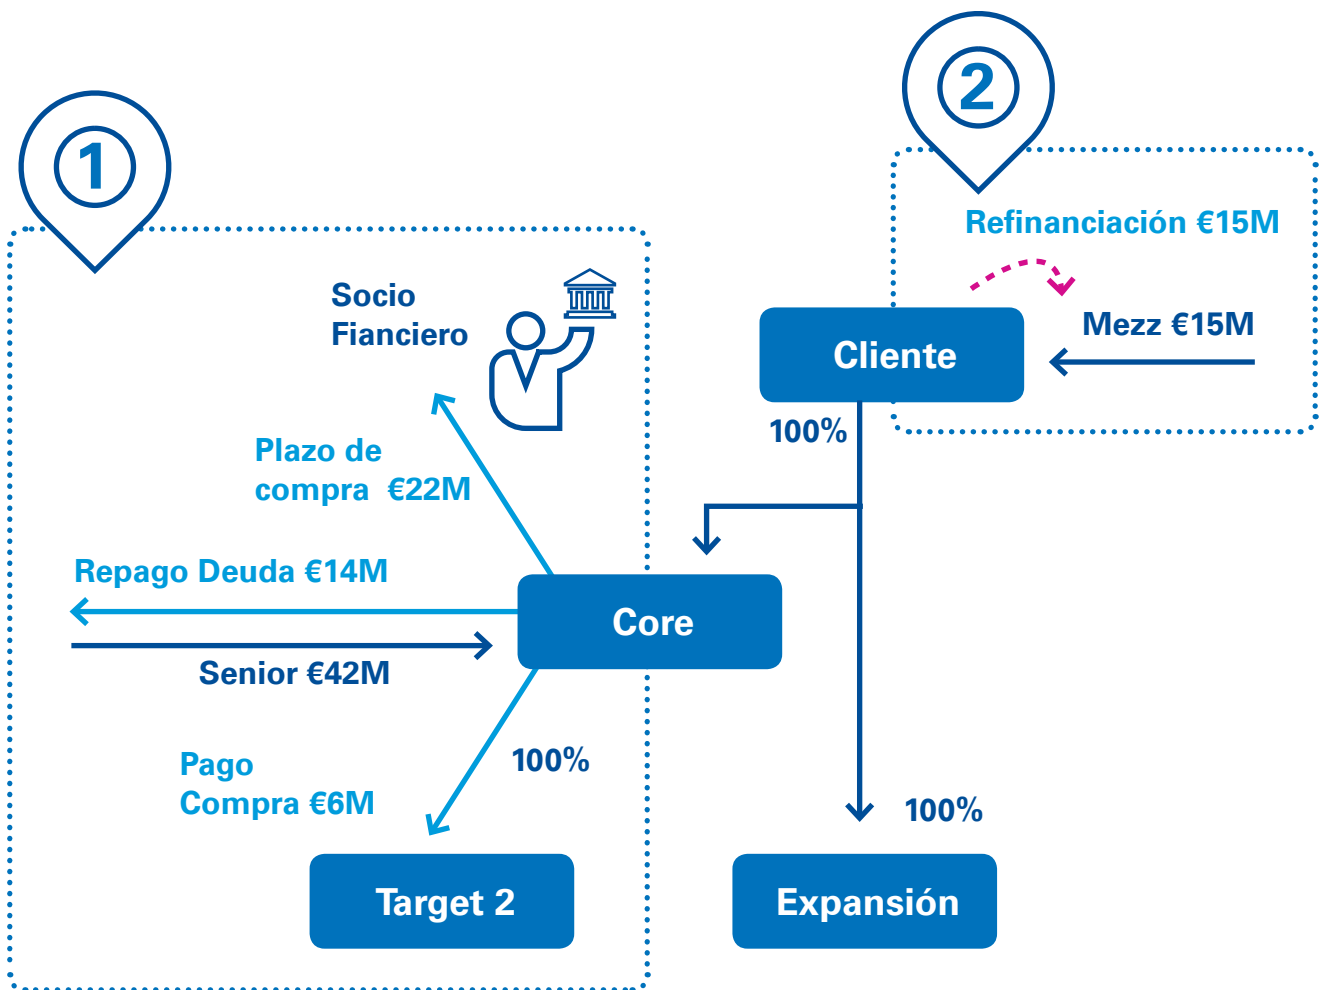 1
2
Refinanciación €15M
Socio
Fianciero
Mezz €15M
Cliente
100%
Plazo de
compra €22M
Repago Deuda €14M
Core
Senior €42M
100%
Pago
Compra €6M
100%
Target 2
Expansión